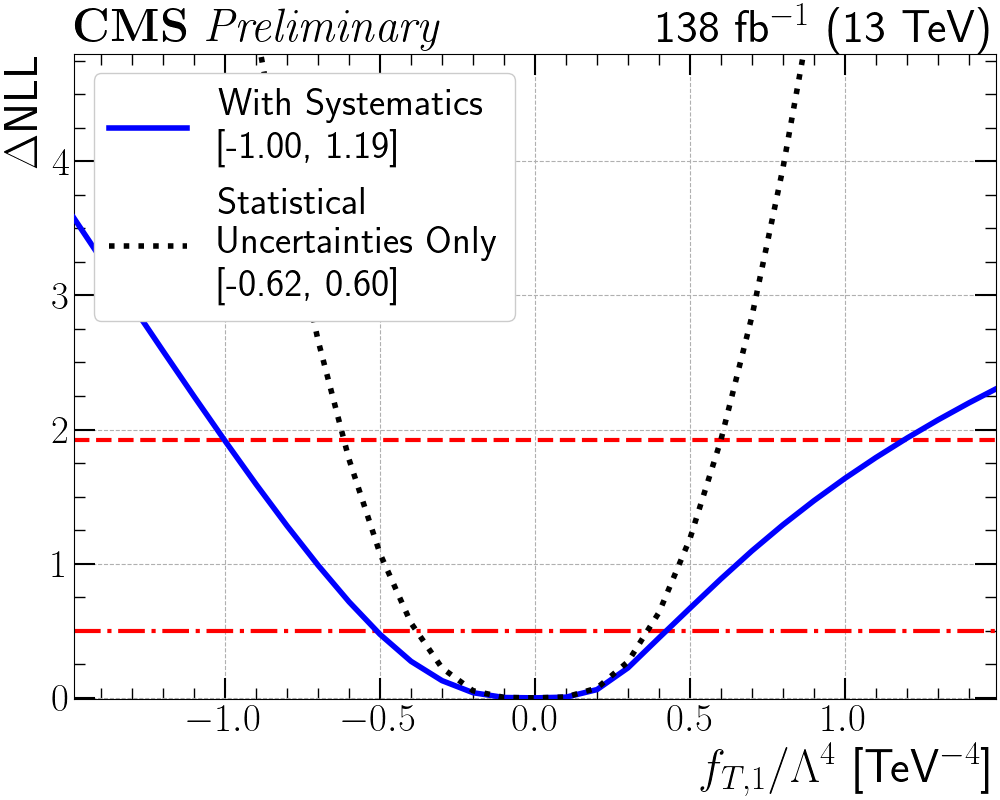 CMS Preliminary 138 fb⁻¹ (13 TeV)
ΔNLL
With Systematics
[-1.00, 1.19]
Statistical
Uncertainties Only
[-0.62, 0.60]
4
3
2
1
0
−1.0 −0.5 0.0 0.5 1.0
f_{T,1}/Λ⁴ [TeV⁻⁴]